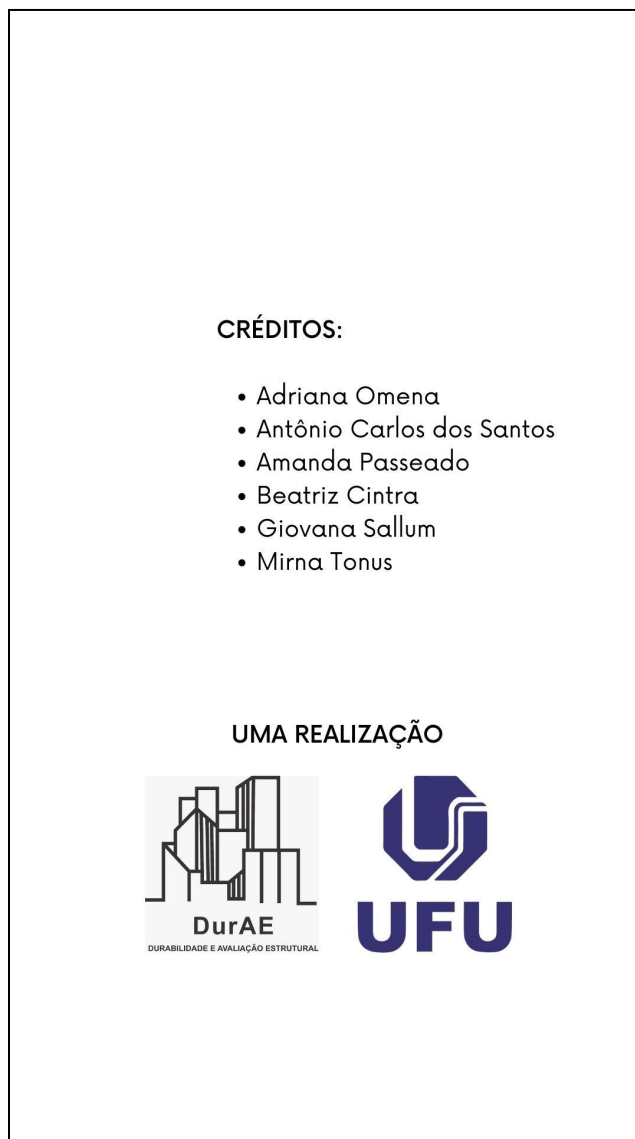 CRÉDITOS:
• Adriana Omena
• Antônio Carlos dos Santos
• Amanda Passeado
• Beatriz Cintra
• Giovana Sallum
• Mirna Tonus
UMA REALIZAÇÃO
DurAE
DURABILIDADE E AVALIAÇÃO ESTRUTURAL
UFU